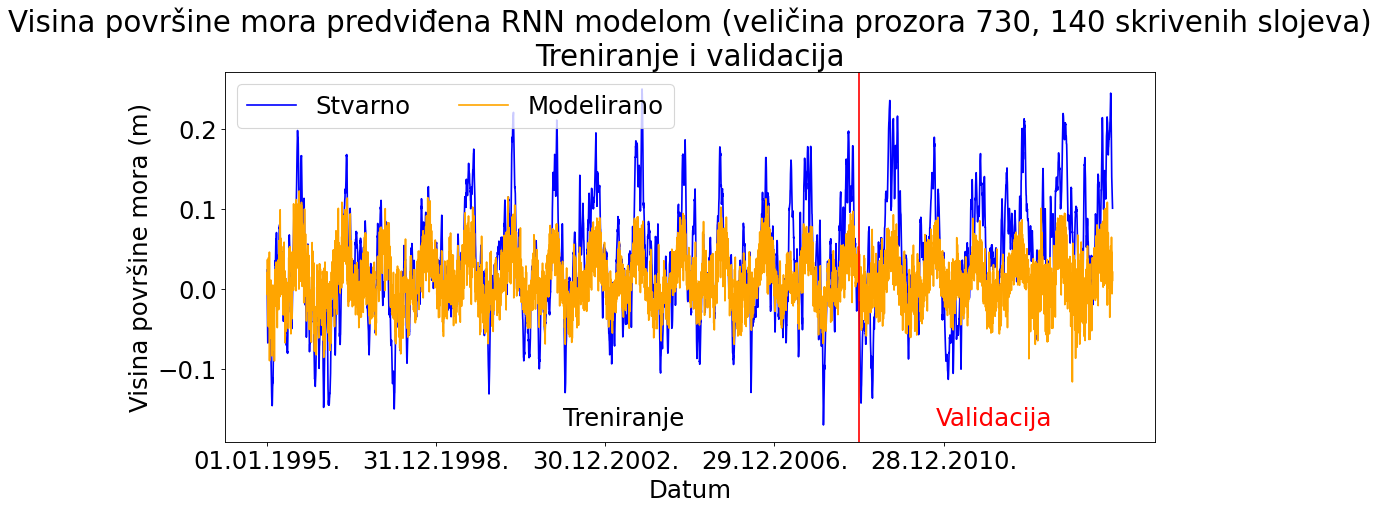 Visina površine mora predviđena RNN modelom (veličina prozora 730, 140 skrivenih slojeva)
Treniranje i validacija
Stvarno
Modelirano
Visina površine mora (m)
0.2
0.1
0.0
−0.1
Treniranje
Validacija
01.01.1995.
31.12.1998.
30.12.2002.
29.12.2006.
28.12.2010.
Datum